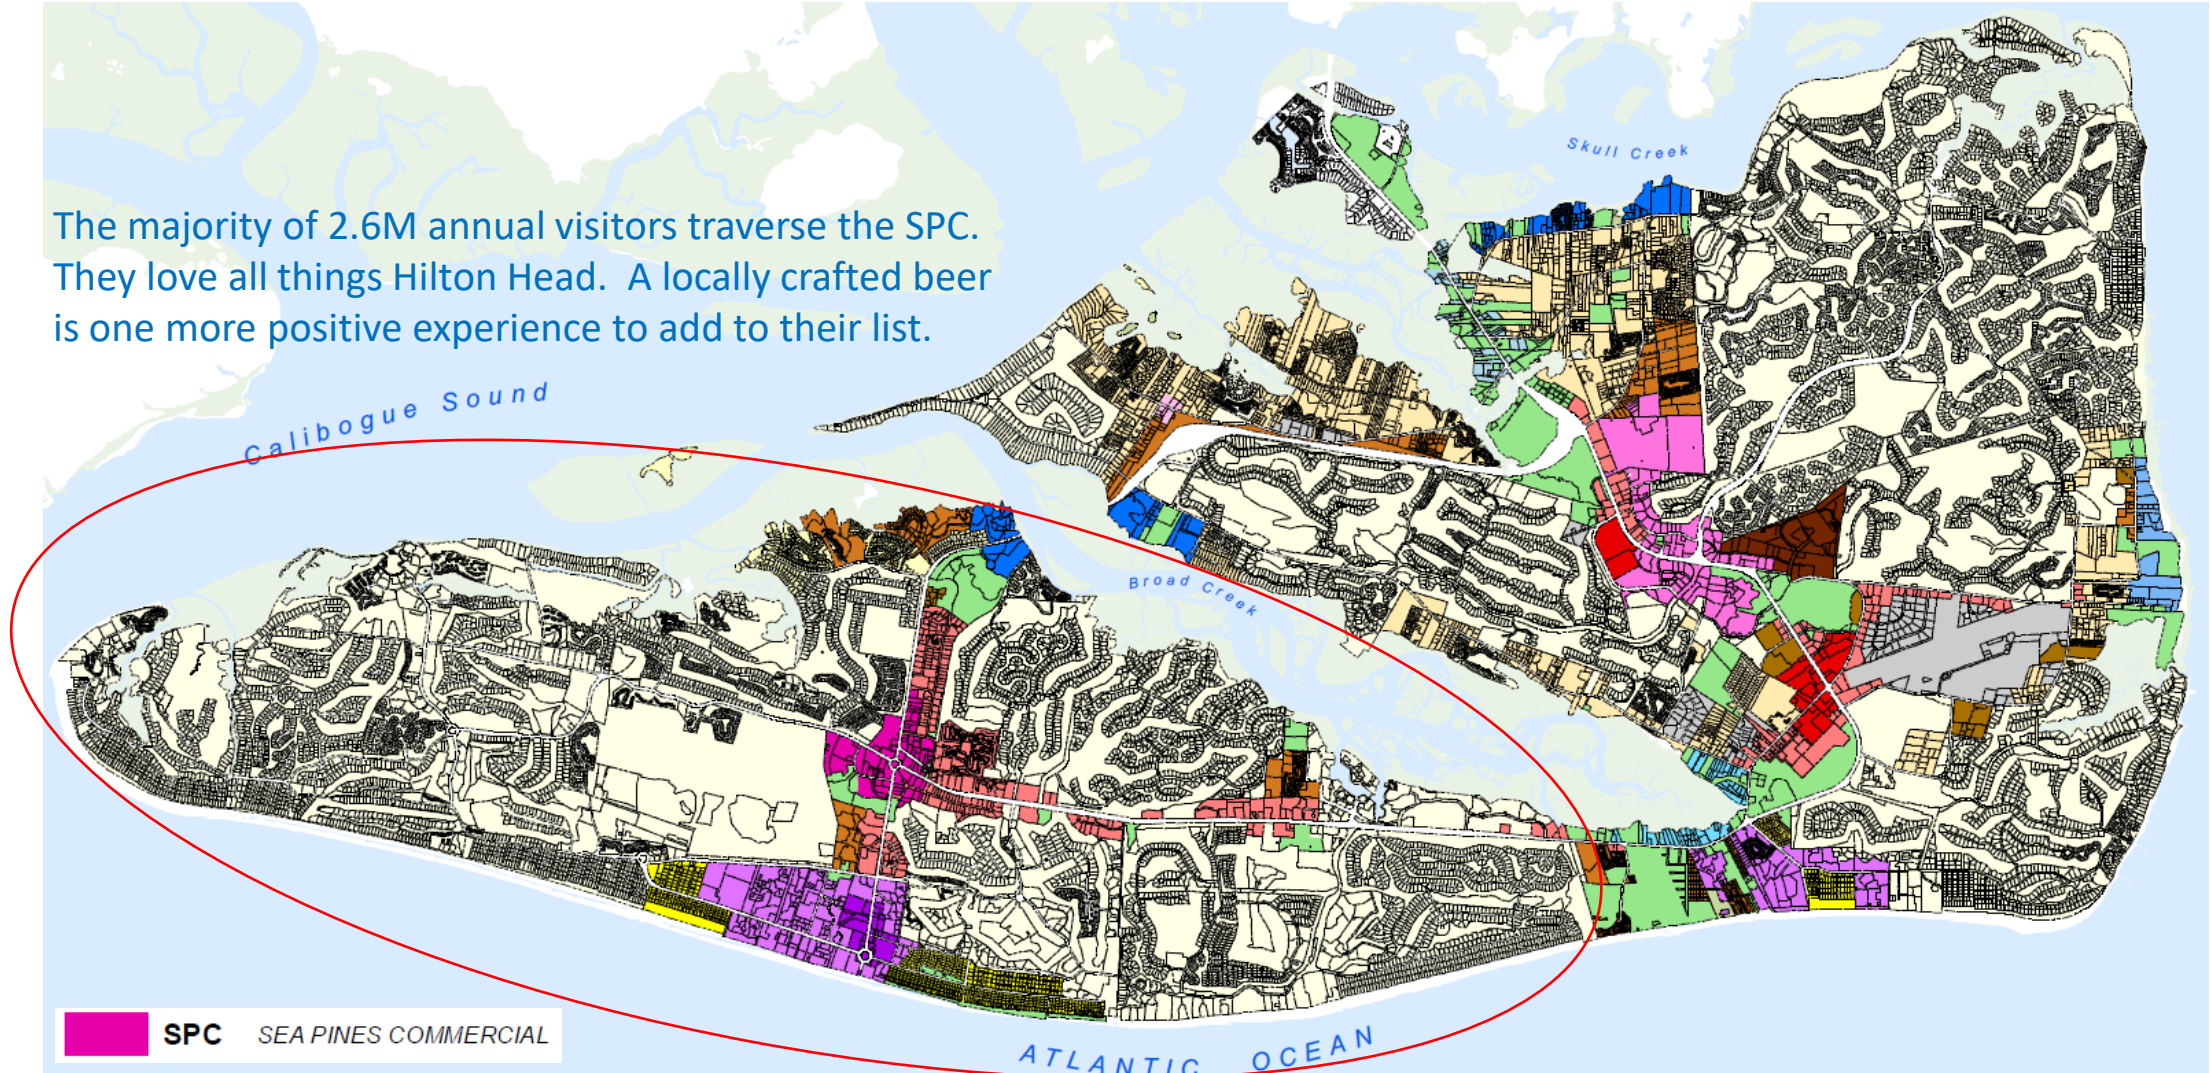 Skull Creek
The majority of 2.6M annual visitors traverse the SPC.
They love all things Hilton Head.  A locally crafted beer
is one more positive experience to add to their list.
Calibogue Sound
Broad Creek
SPC SEA PINES COMMERCIAL
ATLANTIC OCEAN